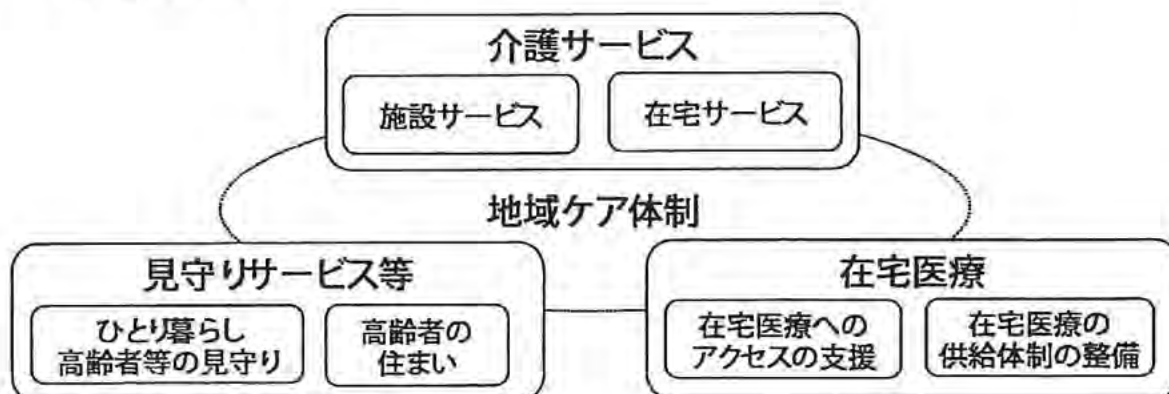 介護サービス
施設サービス
在宅サービス
地域ケア体制
見守りサービス等
ひとり暮らし
高齢者等の見守り
高齢者の
住まい
在宅医療
在宅医療への
アクセスの支援
在宅医療の
供給体制の整備